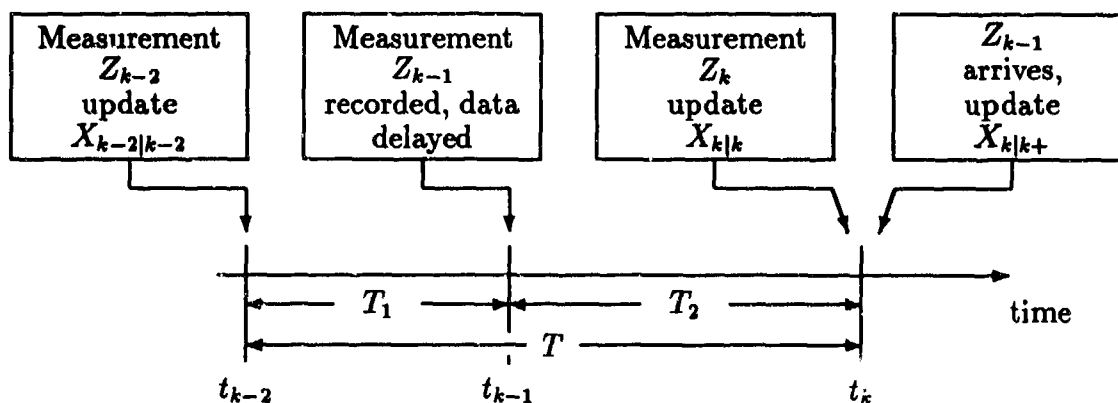 Measurement
Z_{k-2}
update
X_{k-2|k-2}
Measurement
Z_{k-1}
recorded, data
delayed
Measurement
Z_k
update
X_{k|k}
Z_{k-1}
arrives,
update
X_{k|k+}
T_1
T_2
time
T
t_{k-2}
t_{k-1}
t_k